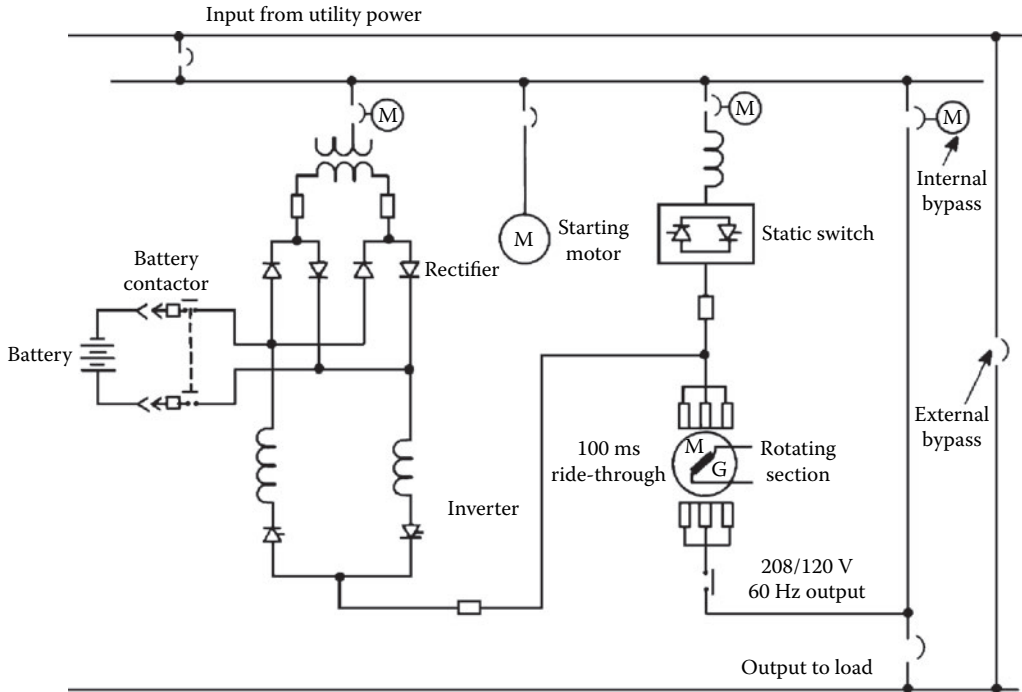 Input from utility power
M
M
M
Internal
bypass
M
Starting
motor
Static switch
Battery
contactor
Rectifier
Battery
External
bypass
100 ms
ride-through
M
G
Rotating
section
Inverter
208/120 V
60 Hz output
Output to load